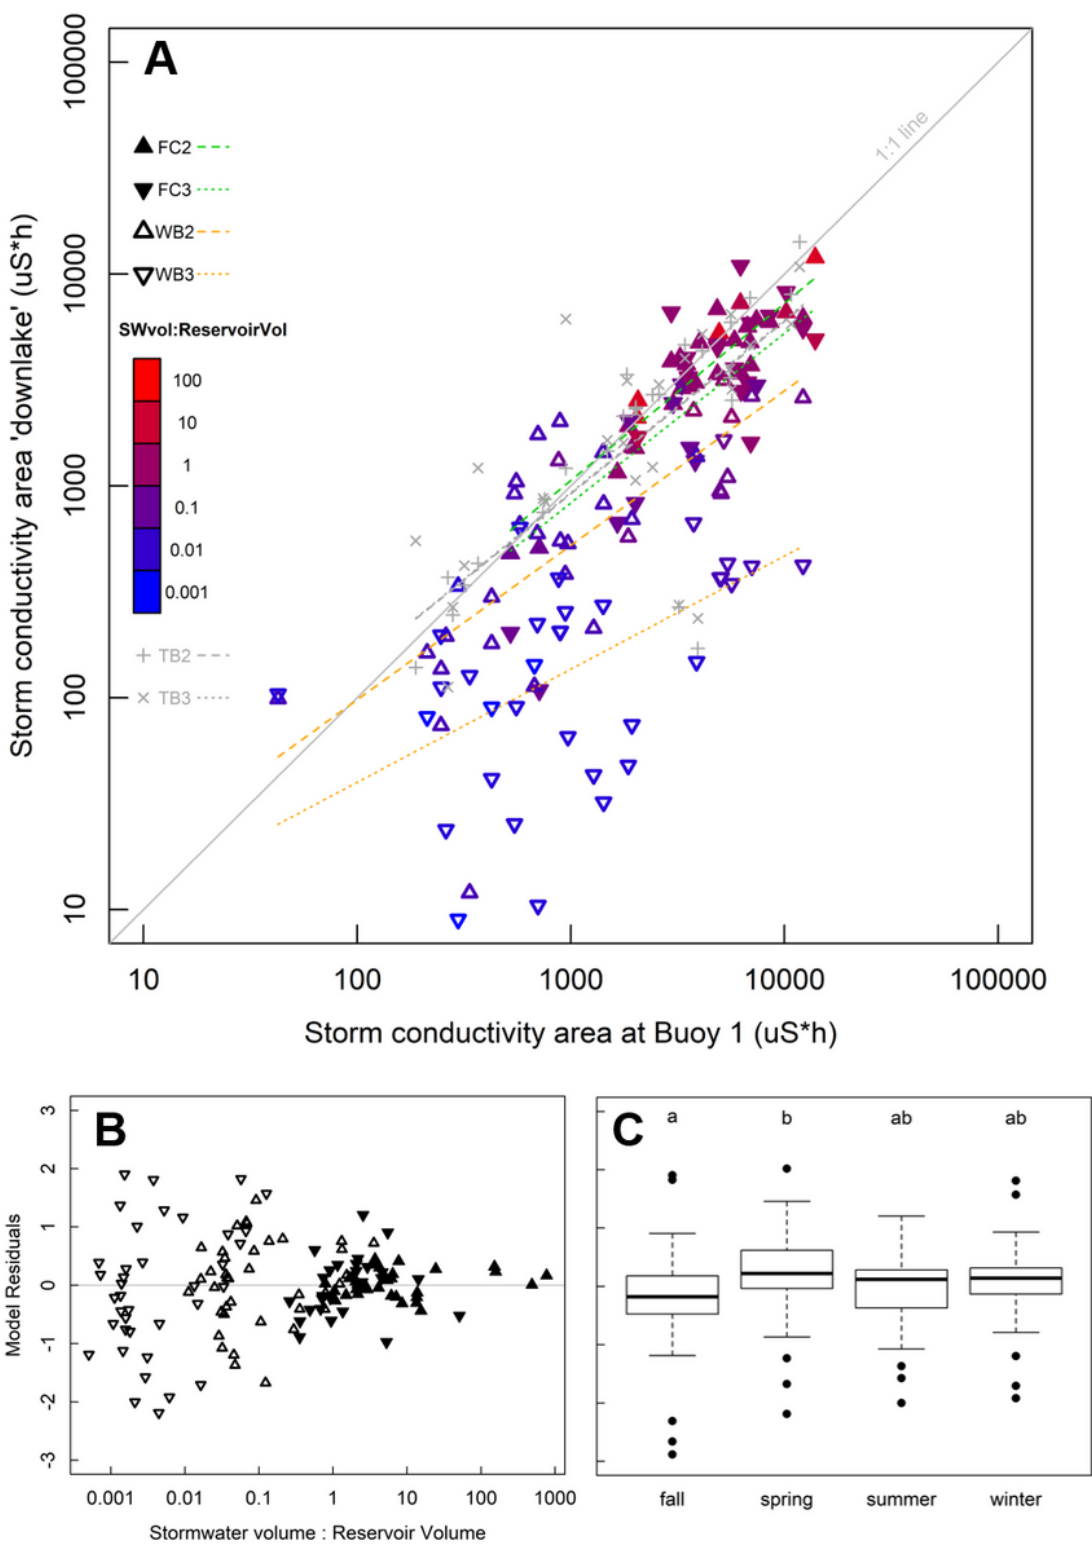 A
100000
10000
1000
100
10
Storm conductivity area 'downlake' (uS*h)
1:1 line
FC2
FC3
WB2
WB3
SWvol:ReservoirVol
100
10
1
0.1
0.01
0.001
TB2
TB3
10 100 1000 10000 100000
Storm conductivity area at Buoy 1 (uS*h)
B
3
2
1
0
-1
-2
-3
Model Residuals
0.001 0.01 0.1 1 10 100 1000
Stormwater volume : Reservoir Volume
C
a b ab ab
fall spring summer winter